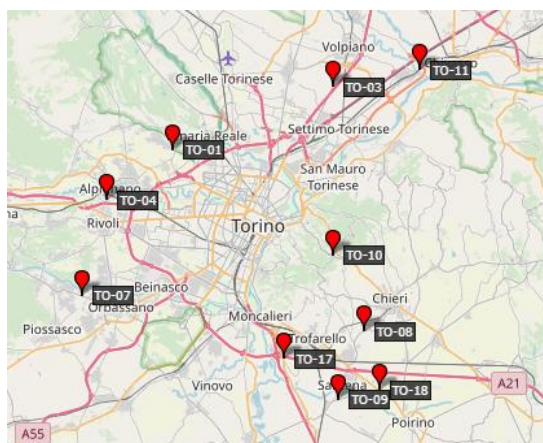 Volpiano
TO-11
Caselle Torinese
TO-03
Settimo Torinese
TO-01
San Mauro
Torinese
TO-04
Rivoli
Torino
TO-10
TO-07
Beinasco
Orbassano
Chieri
Piossasco
Moncalieri
TO-08
Trofarello
TO-17
Vinovo
TO-18
TO-09
A21
Poirino
A55